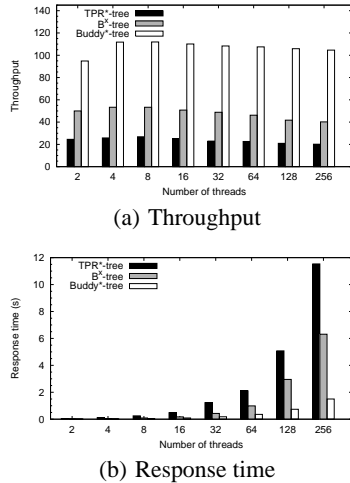 140
120
100
80
60
40
20
0
Throughput
TPR*-tree
Bx-tree
Buddy*-tree
2 4 8 16 32 64 128 256
Number of threads
(a) Throughput
12
10
8
6
4
2
0
Response time (s)
TPR*-tree
Bx-tree
Buddy*-tree
2 4 8 16 32 64 128 256
Number of threads
(b) Response time